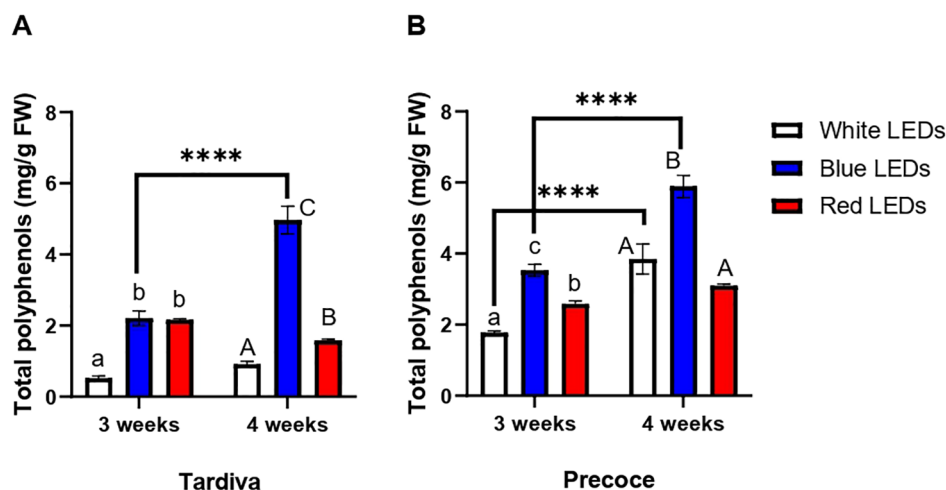 A
Total polyphenols (mg/g FW)
8
6
4
2
0
****
a
b
b
A
C
B
3 weeks
4 weeks
Tardiva
B
Total polyphenols (mg/g FW)
8
6
4
2
0
****
****
a
c
b
A
B
A
3 weeks
4 weeks
Precoce
White LEDs
Blue LEDs
Red LEDs